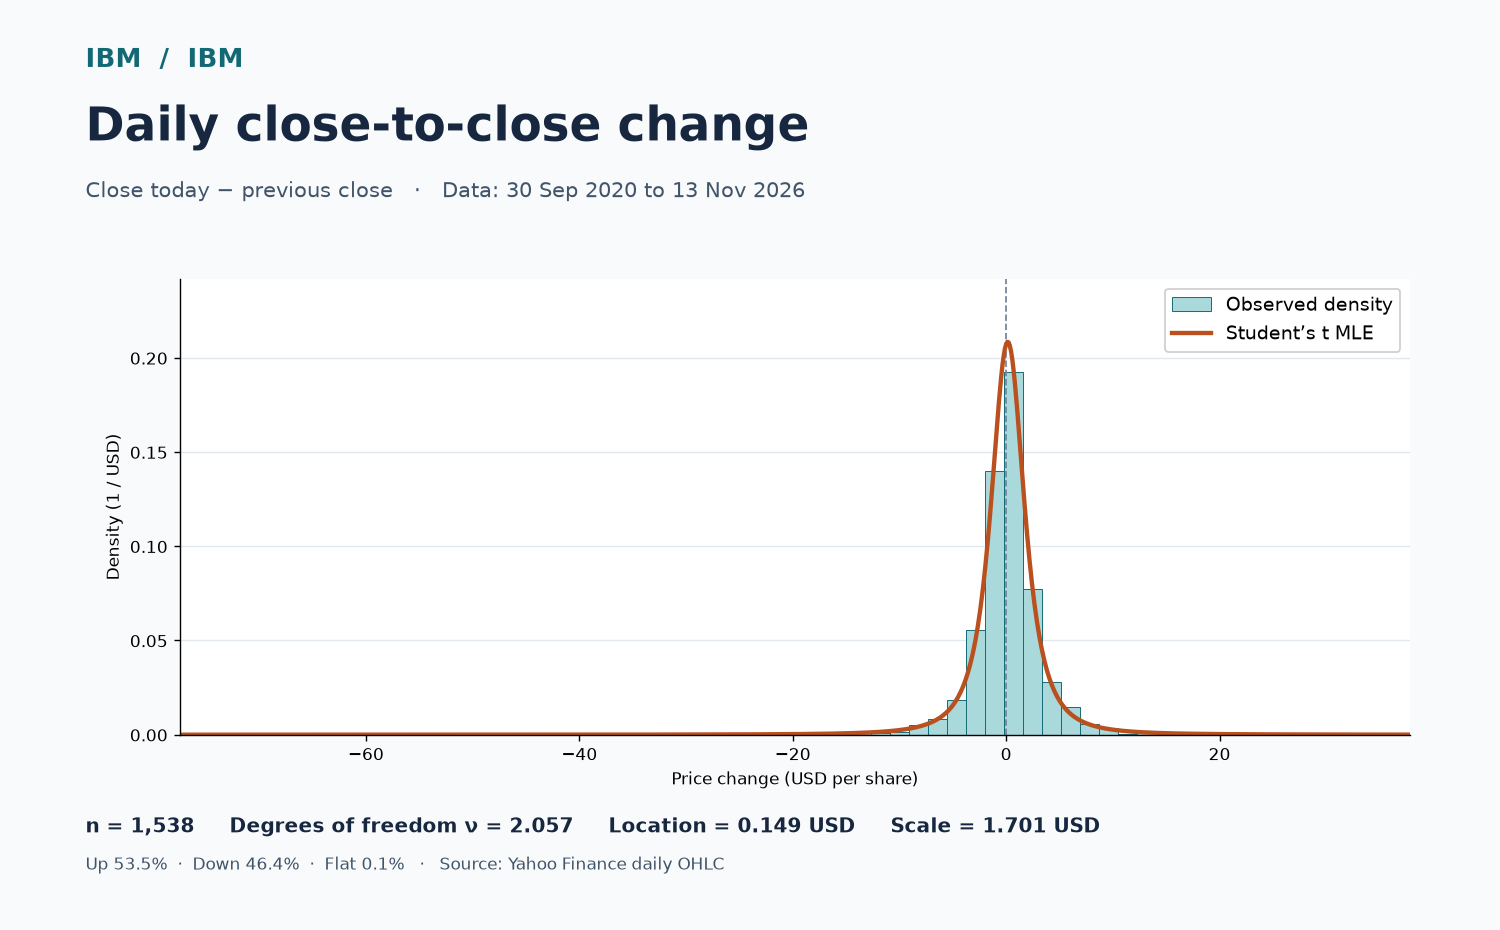 IBM / IBM
Daily close-to-close change
Close today − previous close · Data: 30 Sep 2020 to 13 Nov 2026
Observed density
Student’s t MLE
Density (1 / USD)
0.20
0.15
0.10
0.05
0.00
−60 −40 −20 0 20
Price change (USD per share)
n = 1,538 Degrees of freedom ν = 2.057 Location = 0.149 USD Scale = 1.701 USD
Up 53.5% · Down 46.4% · Flat 0.1% · Source: Yahoo Finance daily OHLC